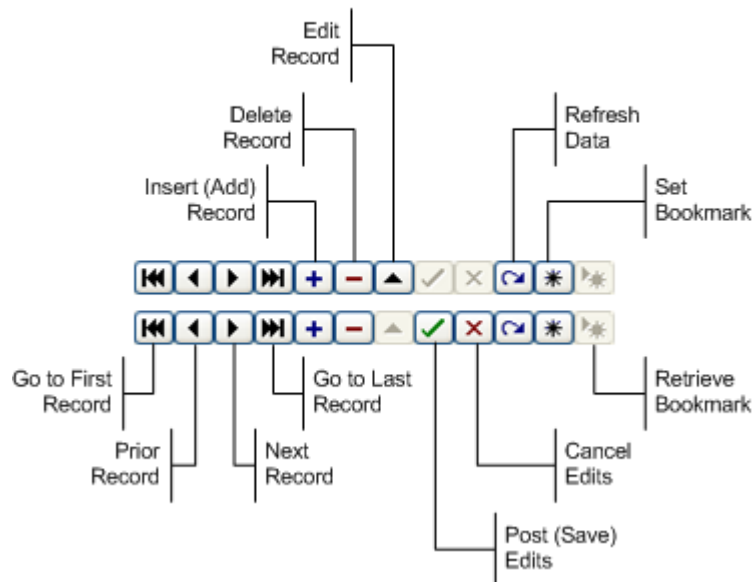 Edit
Record
Delete
Record
Refresh
Data
Insert (Add)
Record
Set
Bookmark
Go to First
Record
Go to Last
Record
Retrieve
Bookmark
Prior
Record
Next
Record
Cancel
Edits
Post (Save)
Edits